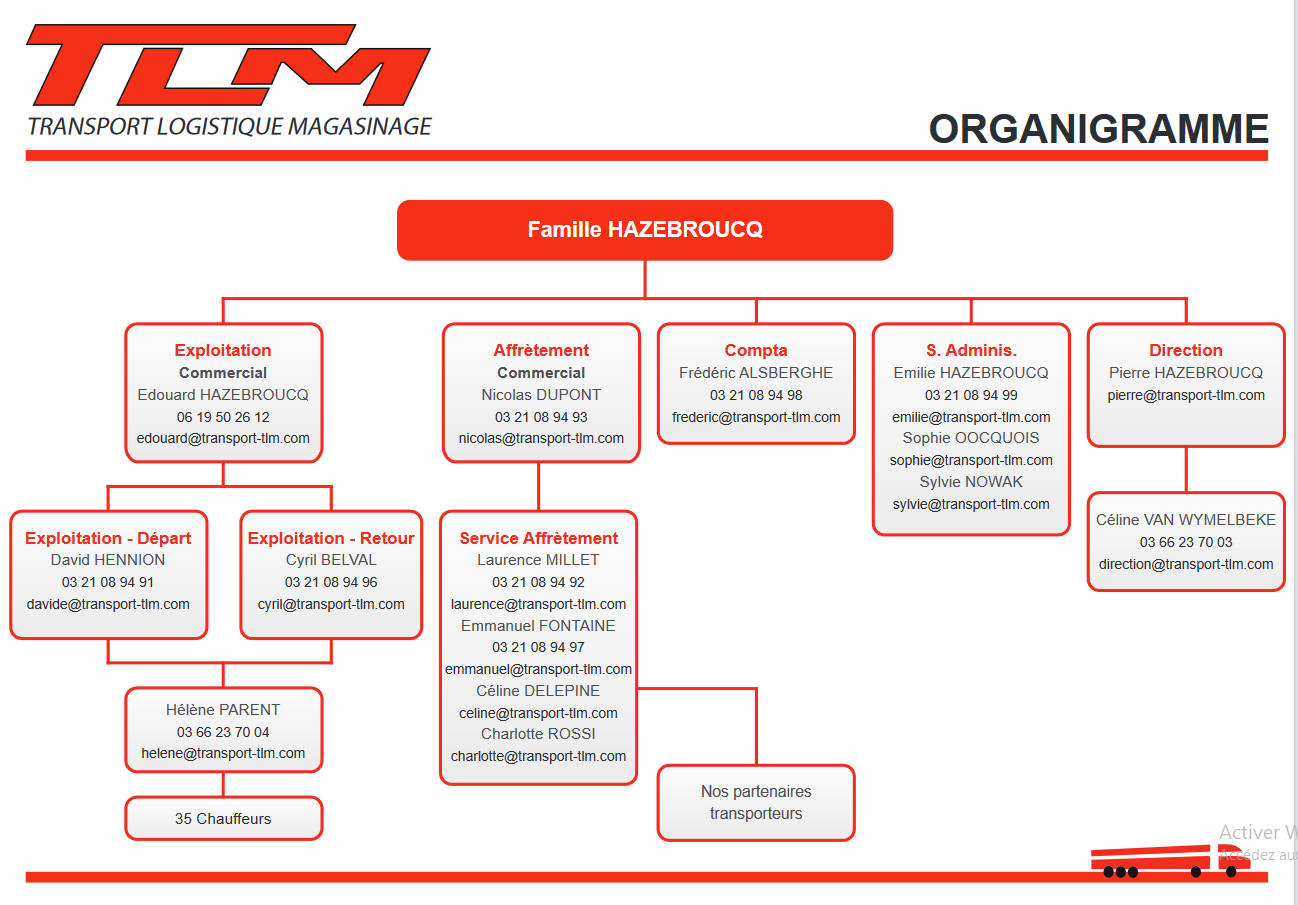 TLM
TRANSPORT LOGISTIQUE MAGASINAGE
ORGANIGRAMME
Famille HAZEBROUCQ
Exploitation
Commercial
Edouard HAZEBROUCQ
06 19 50 26 12
edouard@transport-tlm.com
Affrètement
Commercial
Nicolas DUPONT
03 21 08 94 93
nicolas@transport-tlm.com
Compta
Frédéric ALSBERGHE
03 21 08 94 98
frederic@transport-tlm.com
S. Adminis.
Emilie HAZEBROUCQ
03 21 08 94 99
emilie@transport-tlm.com
Sophie OOCQUOIS
sophie@transport-tlm.com
Sylvie NOWAK
sylvie@transport-tlm.com
Direction
Pierre HAZEBROUCQ
pierre@transport-tlm.com
Céline VAN WYMELBEKE
03 66 23 70 03
direction@transport-tlm.com
Exploitation - Départ
David HENNION
03 21 08 94 91
davide@transport-tlm.com
Exploitation - Retour
Cyril BELVAL
03 21 08 94 96
cyril@transport-tlm.com
Service Affrètement
Laurence MILLET
03 21 08 94 92
laurence@transport-tlm.com
Emmanuel FONTAINE
03 21 08 94 97
emmanuel@transport-tlm.com
Céline DELEPINE
celine@transport-tlm.com
Charlotte ROSSI
charlotte@transport-tlm.com
Hélène PARENT
03 66 23 70 04
helene@transport-tlm.com
35 Chauffeurs
Nos partenaires
transporteurs
Activer W
Accédez aux